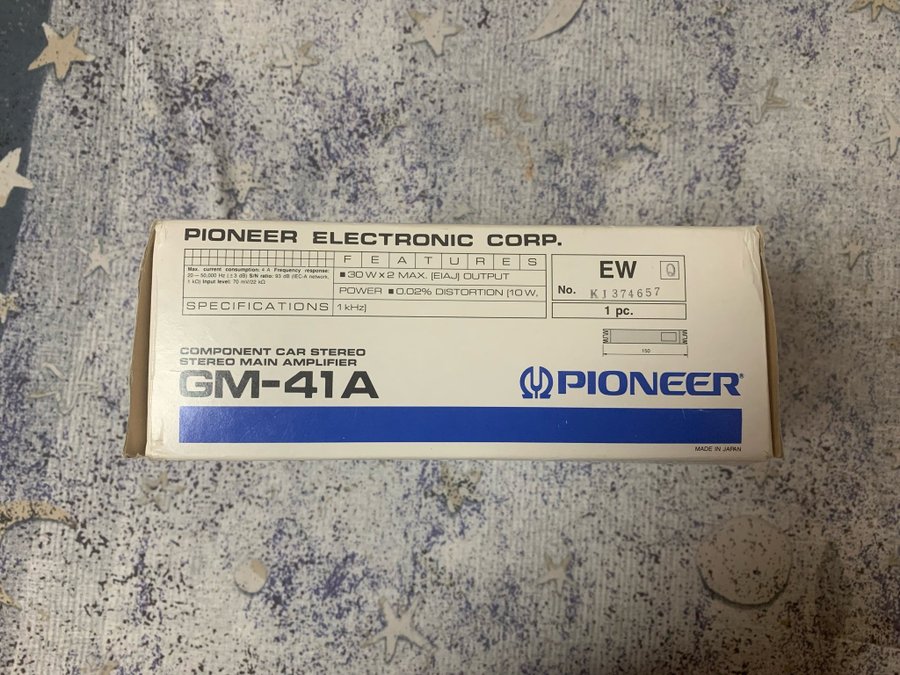 PIONEER ELECTRONIC CORP.
Max. current consumption: 4 A Frequency response:
20 — 50,000 Hz (±3 dB) S/N ratio: 93 dB (IEC-A network,
1 kΩ) Input level: 70 mV/22 kΩ
SPECIFICATIONS
FEATURES
■ 30 W x 2 MAX. (EIAJ) OUTPUT
POWER ■ 0.02% DISTORTION (10 W,
1 kHz)
EW Q
No. KJ374657
1 pc.
150
COMPONENT CAR STEREO
STEREO MAIN AMPLIFIER
GM-41A
PIONEER®
MADE IN JAPAN